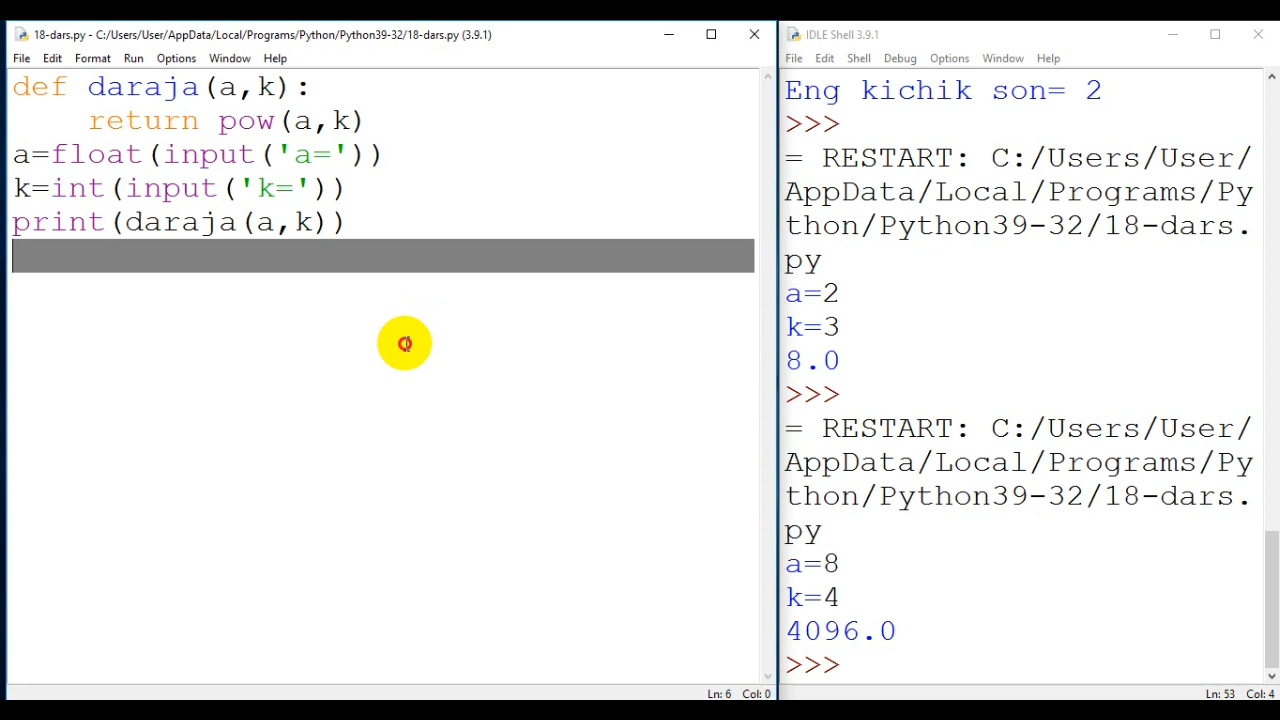 18-dars.py - C:/Users/User/AppData/Local/Programs/Python/Python39-32/18-dars.py (3.9.1)
File Edit Format Run Options Window Help
def daraja(a,k):
    return pow(a,k)
a=float(input('a='))
k=int(input('k='))
print(daraja(a,k))
Ln: 6 Col: 0
IDLE Shell 3.9.1
File Edit Shell Debug Options Window Help
Eng kichik son= 2
>>>
= RESTART: C:/Users/User/
AppData/Local/Programs/Py
thon/Python39-32/18-dars.
py
a=2
k=3
8.0
>>>
= RESTART: C:/Users/User/
AppData/Local/Programs/Py
thon/Python39-32/18-dars.
py
a=8
k=4
4096.0
>>>
Ln: 53 Col: 4